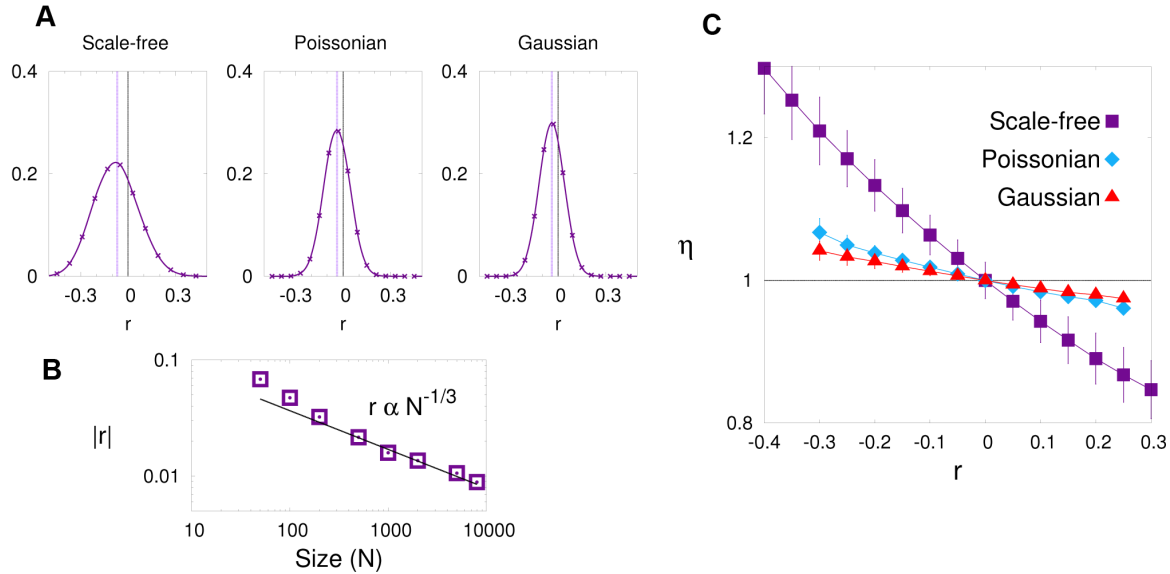 A
Scale-free
Poissonian
Gaussian
0.4
0.2
0
-0.3
0
0.3
r
0.4
0.2
0
-0.3
0
0.3
r
0.4
0.2
0
-0.3
0
0.3
r
B
0.1
0.01
|r|
r α N-1/3
10
100
1000
10000
Size (N)
C
Scale-free
Poissonian
Gaussian
1.2
1
0.8
η
-0.4
-0.3
-0.2
-0.1
0
0.1
0.2
0.3
r